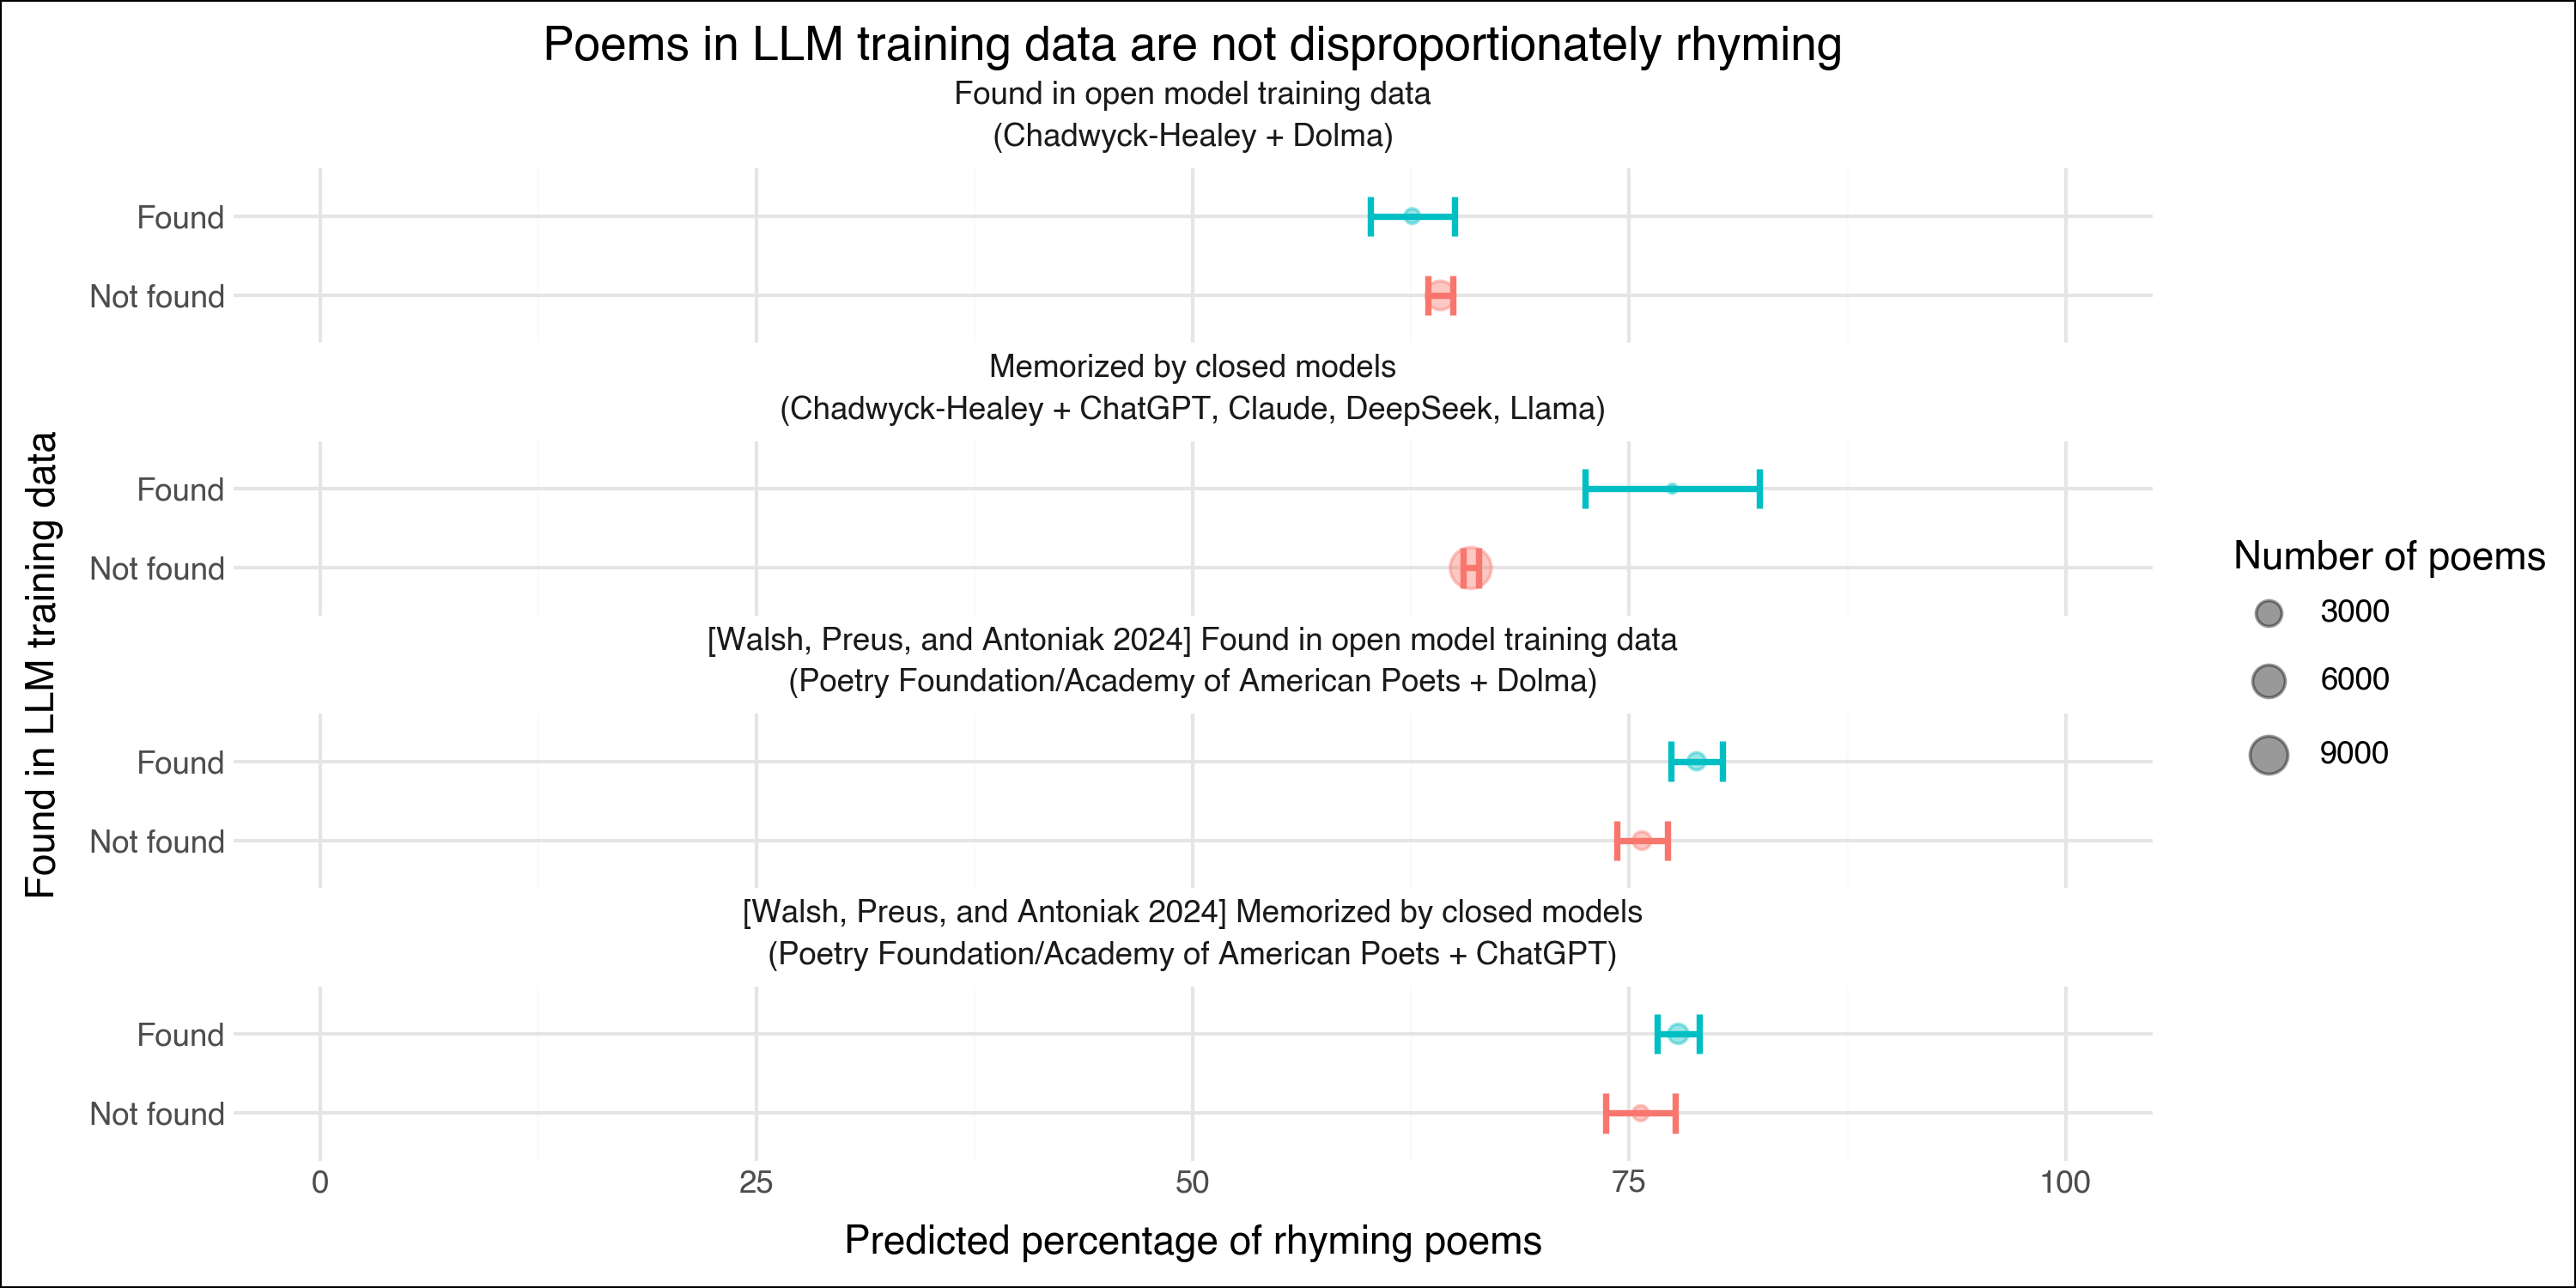 Poems in LLM training data are not disproportionately rhyming
Found in open model training data
(Chadwyck-Healey + Dolma)
Found
Not found
Memorized by closed models
(Chadwyck-Healey + ChatGPT, Claude, DeepSeek, Llama)
Found
Not found
[Walsh, Preus, and Antoniak 2024] Found in open model training data
(Poetry Foundation/Academy of American Poets + Dolma)
Found
Not found
[Walsh, Preus, and Antoniak 2024] Memorized by closed models
(Poetry Foundation/Academy of American Poets + ChatGPT)
Found
Not found
0 25 50 75 100
Predicted percentage of rhyming poems
Found in LLM training data
Number of poems
3000
6000
9000